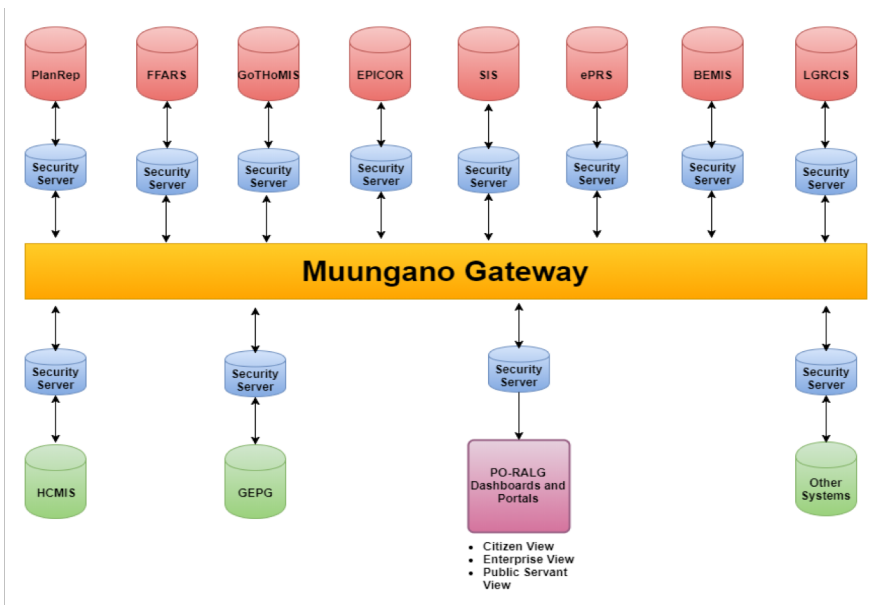 PlanRep
FFARS
GoTHoMIS
EPICOR
SIS
ePRS
BEMIS
LGRCIS
Security
Server
Security
Server
Security
Server
Security
Server
Security
Server
Security
Server
Security
Server
Security
Server
Muungano Gateway
Security
Server
Security
Server
Security
Server
Security
Server
HCMIS
GEPG
PO-RALG
Dashboards and
Portals
Other
Systems
• Citizen View
• Enterprise View
• Public Servant
View